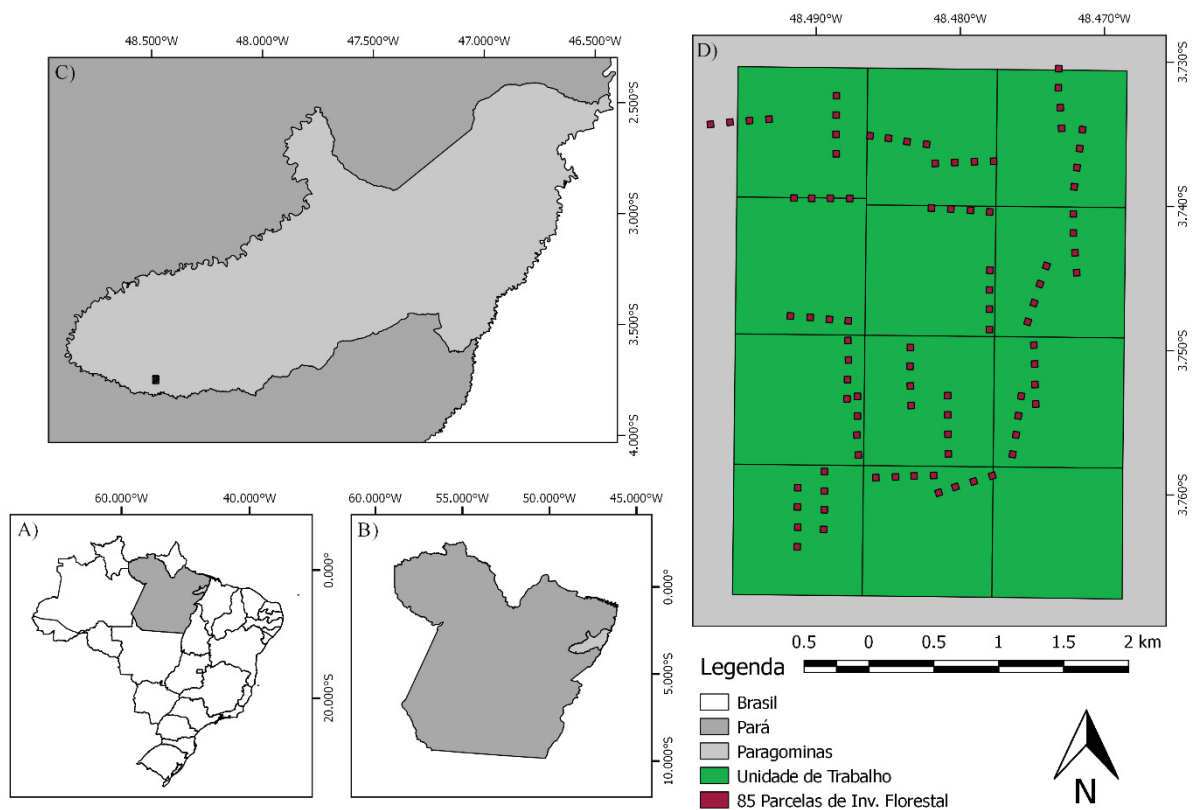 48.500°W 48.000°W 47.500°W 47.000°W 46.500°W
C)
2.500°S
3.000°S
3.500°S
4.000°S
48.490°W 48.480°W 48.470°W
D)
3.730°S
3.740°S
3.750°S
3.760°S
60.000°W 40.000°W
A)
0.000°
20.000°S
60.000°W 55.000°W 50.000°W 45.000°W
B)
0.000°
5.000°S
10.000°S
Legenda
0.5 0 0.5 1 1.5 2 km
Brasil
Pará
Paragominas
Unidade de Trabalho
85 Parcelas de Inv. Florestal
N